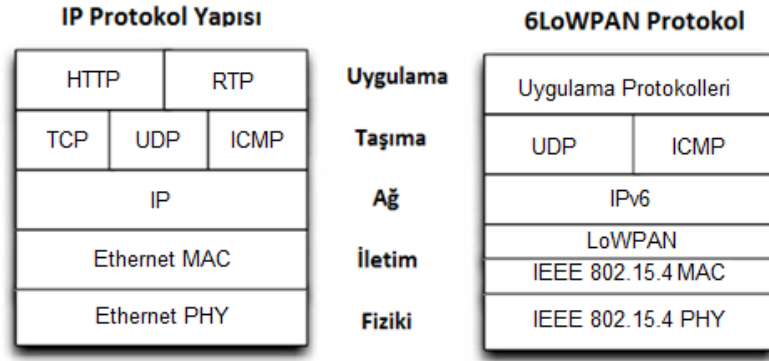 IP Protokol Yapısı
6LoWPAN Protokol
HTTP RTP
Uygulama
Uygulama Protokolleri
TCP UDP ICMP
Taşıma
UDP ICMP
IP
Ağ
IPv6
Ethernet MAC
İletim
LoWPAN
IEEE 802.15.4 MAC
Ethernet PHY
Fiziki
IEEE 802.15.4 PHY